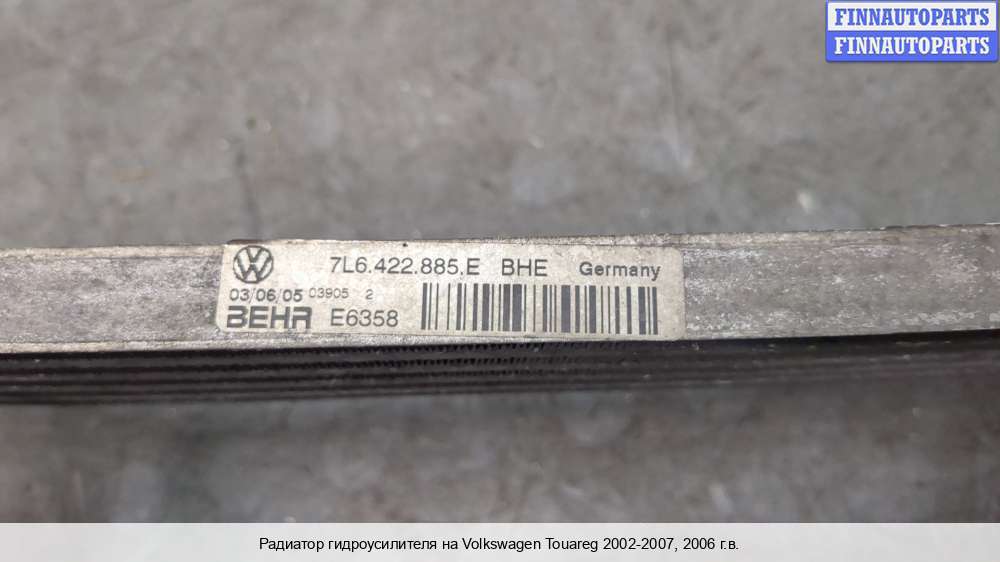 FINNAUTOPARTS
FINNAUTOPARTS
7L6.422.885.E BHE Germany
03/06/05 03905 2
BEHR E6358
Радиатор гидроусилителя на Volkswagen Touareg 2002-2007, 2006 г.в.